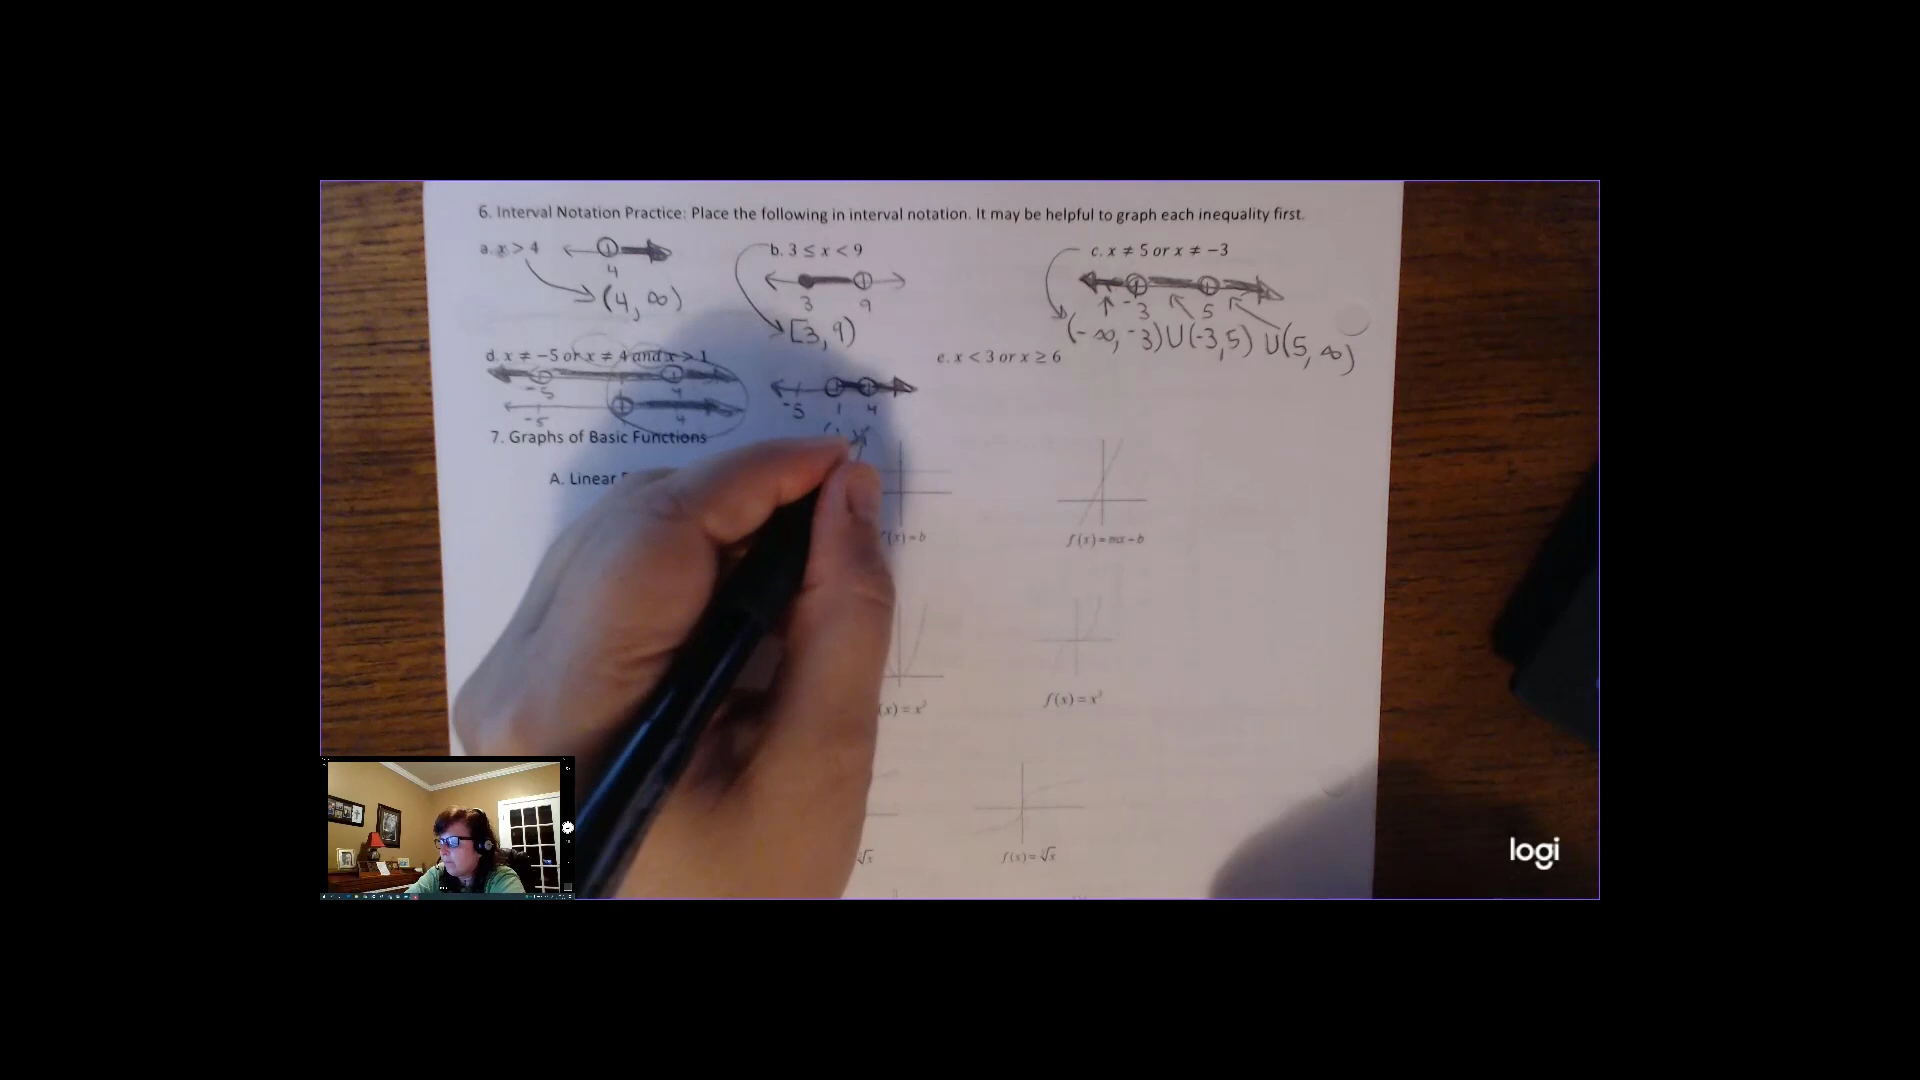 6. Interval Notation Practice: Place the following in interval notation. It may be helpful to graph each inequality first.
a. x > 4
4
(4, ∞)
b. 3 ≤ x < 9
3 9
[3, 9)
c. x ≠ 5 or x ≠ −3
-3 5
(-∞, -3) U (-3, 5) U (5, ∞)
d. x ≠ −5 or x ≠ 4 and x > 1
-5 4
-5 4
-5 1 4
e. x < 3 or x ≥ 6
7. Graphs of Basic Functions
A. Linear
(x) = b
f(x) = mx − b
f(x) = x³
f(x) = ∛x
logi